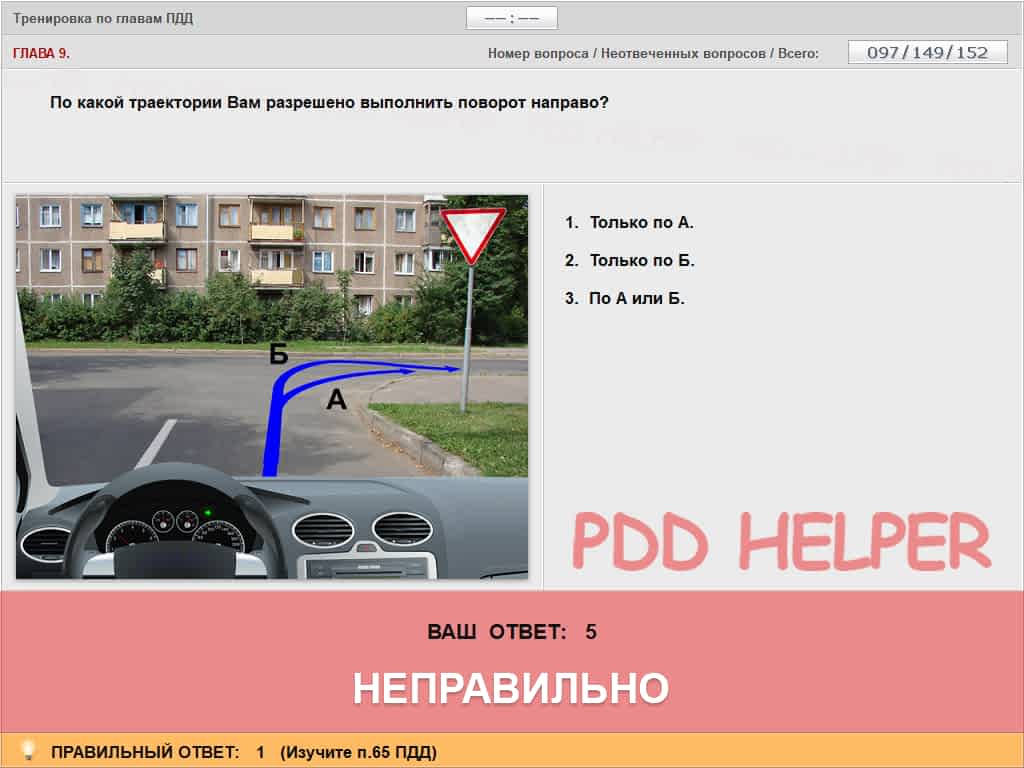 Тренировка по главам ПДД
—— : ——
ГЛАВА 9.
Номер вопроса / Неотвеченных вопросов / Всего:
097/149/152
По какой траектории Вам разрешено выполнить поворот направо?
1. Только по А.
2. Только по Б.
3. По А или Б.
Б
А
PDD HELPER
ВАШ ОТВЕТ: 5
НЕПРАВИЛЬНО
ПРАВИЛЬНЫЙ ОТВЕТ: 1 (Изучите п.65 ПДД)